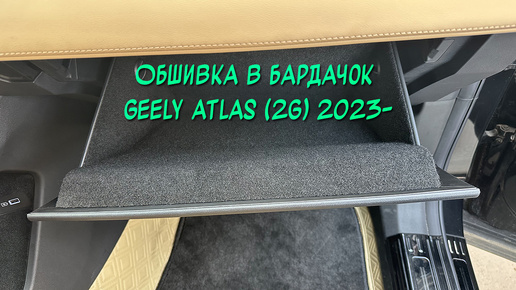 Обшивка в бардачок
Geely Atlas (2G) 2023-